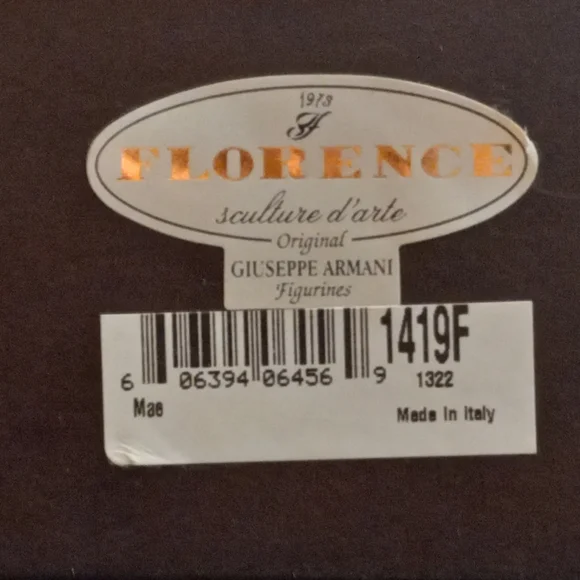 1973
FLORENCE
sculture d'arte
Original
GIUSEPPE ARMANI
Figurines
1419F
6 06394 06456 9 1322
Mae
Made in Italy